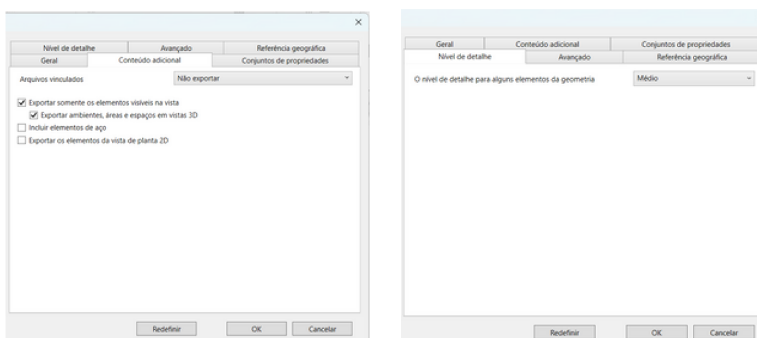 Nível de detalhe Avançado Referência geográfica
Geral Conteúdo adicional Conjuntos de propriedades
Arquivos vinculados Não exportar
Exportar somente os elementos visíveis na vista
Exportar ambientes, áreas e espaços em vistas 3D
Incluir elementos de aço
Exportar os elementos da vista de planta 2D
Redefinir OK Cancelar
Geral Conteúdo adicional Conjuntos de propriedades
Nível de detalhe Avançado Referência geográfica
O nível de detalhe para alguns elementos da geometria Médio
Redefinir OK Cancelar